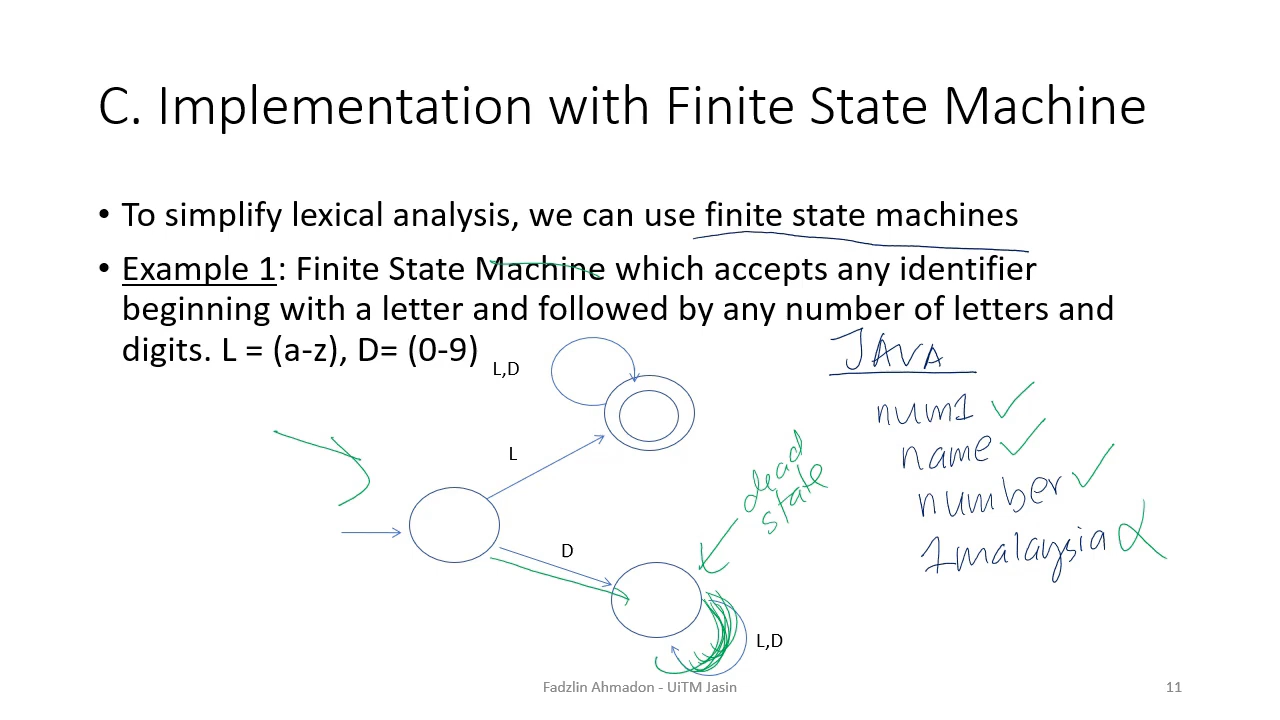 C. Implementation with Finite State Machine
• To simplify lexical analysis, we can use finite state machines
• Example 1: Finite State Machine which accepts any identifier
beginning with a letter and followed by any number of letters and
digits. L = (a-z), D= (0-9)
JAVA
L,D
num1
name
L
dead
state
number
1malaysia
D
L,D
Fadzlin Ahmadon - UiTM Jasin
11